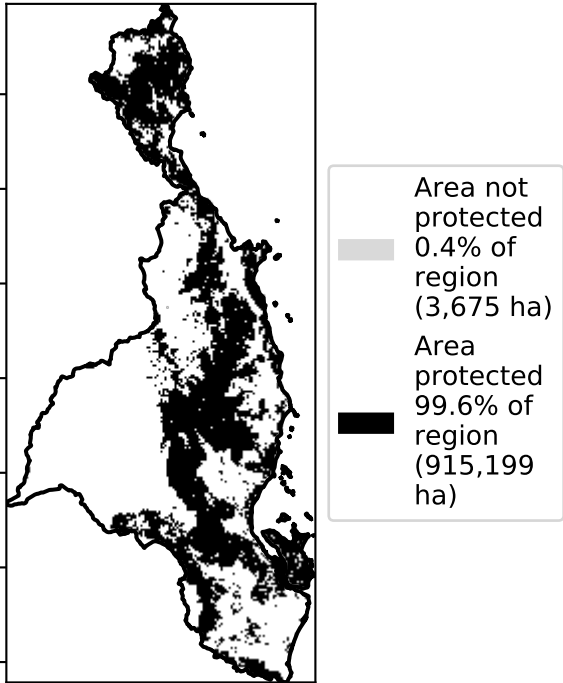 Area not
protected
0.4% of
region
(3,675 ha)
Area
protected
99.6% of
region
(915,199
ha)